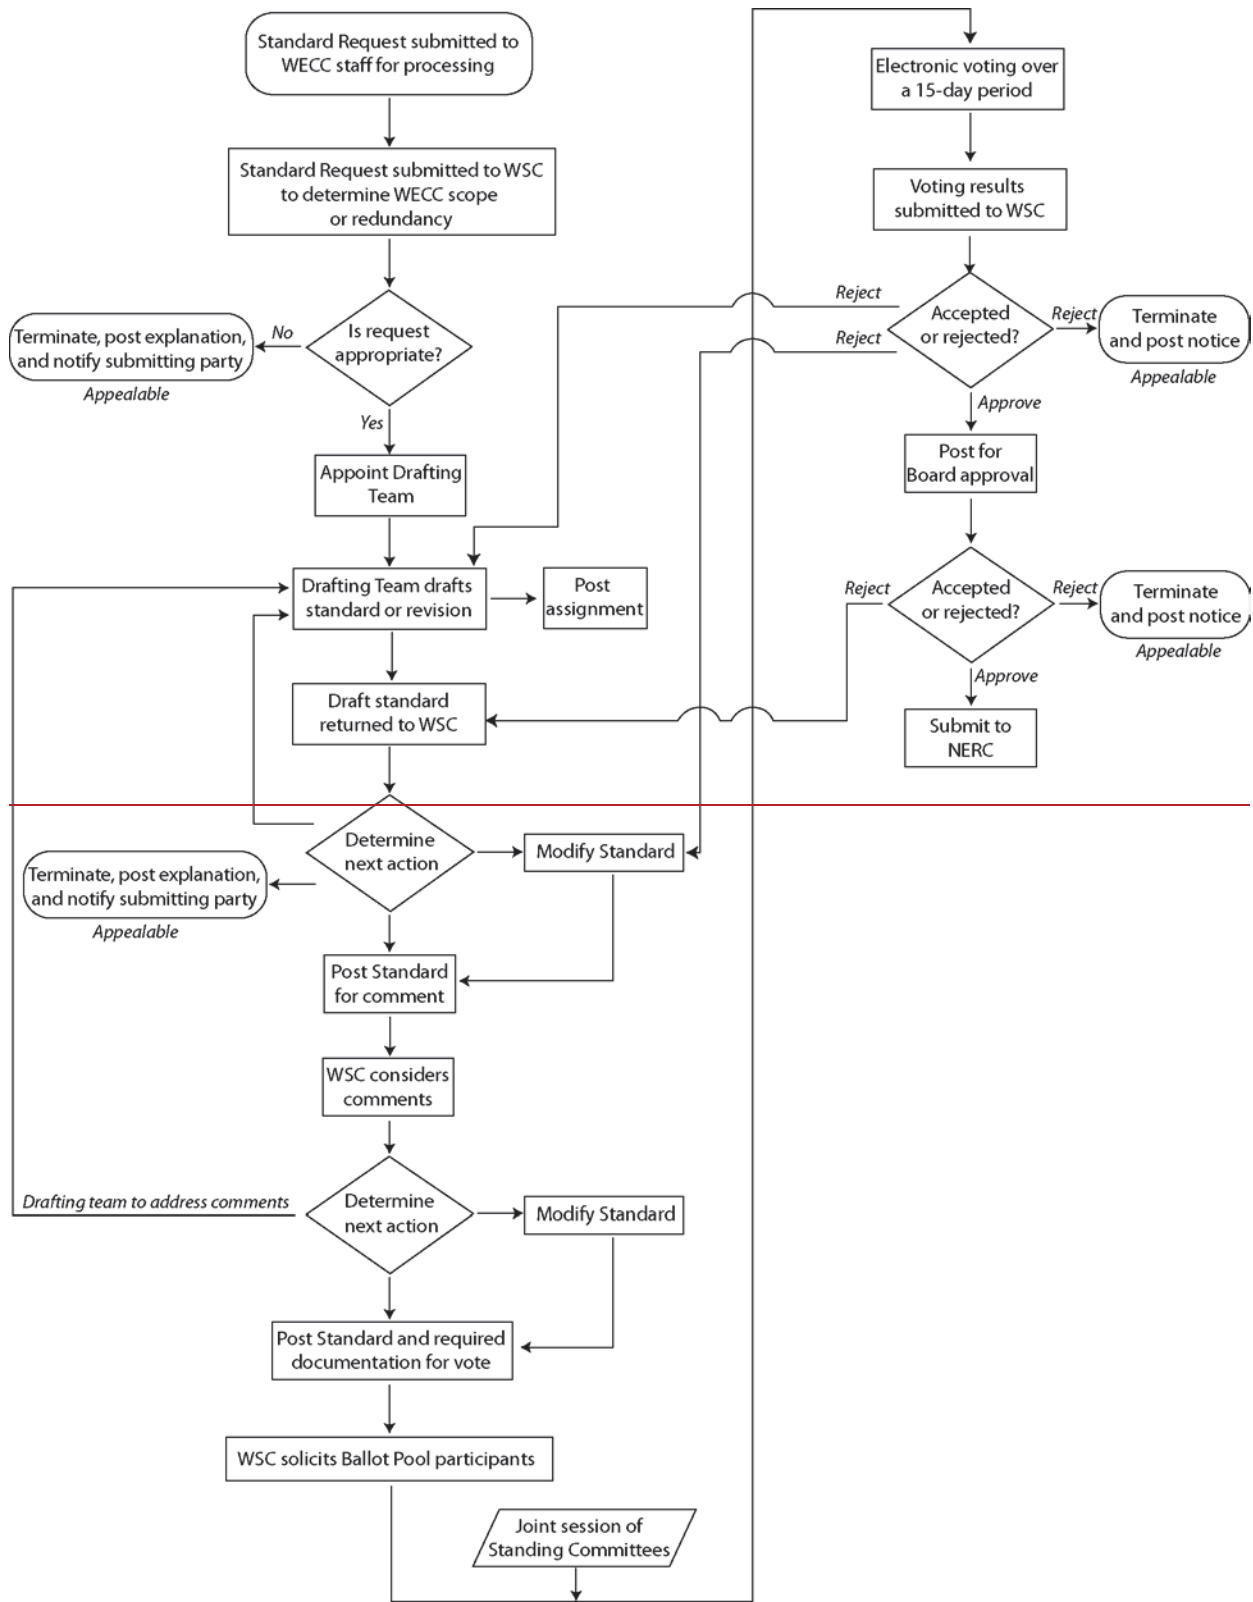 Standard Request submitted to
WECC staff for processing
Standard Request submitted to WSC
to determine WECC scope
or redundancy
Is request
appropriate?
No
Terminate, post explanation,
and notify submitting party
Appealable
Yes
Appoint Drafting
Team
Drafting Team drafts
standard or revision
Post
assignment
Draft standard
returned to WSC
Determine
next action
Modify Standard
Terminate, post explanation,
and notify submitting party
Appealable
Post Standard
for comment
WSC considers
comments
Drafting team to address comments
Determine
next action
Modify Standard
Post Standard and required
documentation for vote
WSC solicits Ballot Pool participants
Joint session of
Standing Committees
Electronic voting over
a 15-day period
Voting results
submitted to WSC
Reject
Reject
Accepted
or rejected?
Reject
Terminate
and post notice
Appealable
Approve
Post for
Board approval
Reject
Accepted
or rejected?
Reject
Terminate
and post notice
Appealable
Approve
Submit to
NERC